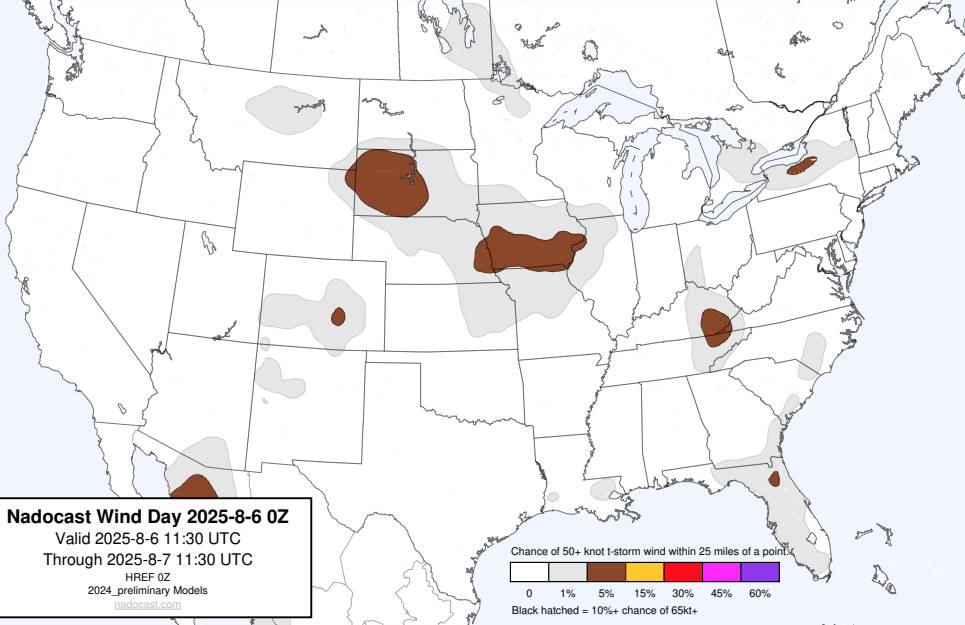 Nadocast Wind Day 2025-8-6 0Z
Valid 2025-8-6 11:30 UTC
Through 2025-8-7 11:30 UTC
HREF 0Z
2024_preliminary Models
nadocast.com
Chance of 50+ knot t-storm wind within 25 miles of a point.
0 1% 5% 15% 30% 45% 60%
Black hatched = 10%+ chance of 65kt+